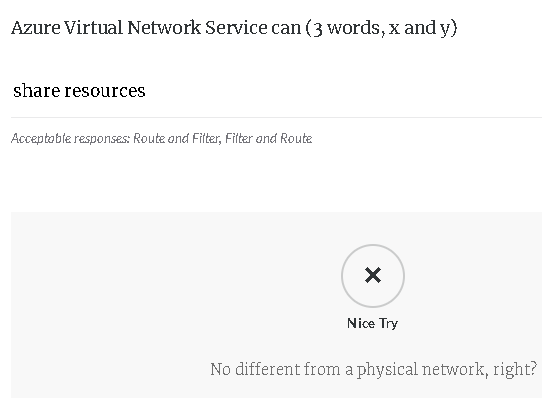 Azure Virtual Network Service can (3 words, x and y)
share resources
Acceptable responses: Route and Filter, Filter and Route
Nice Try
No different from a physical network, right?